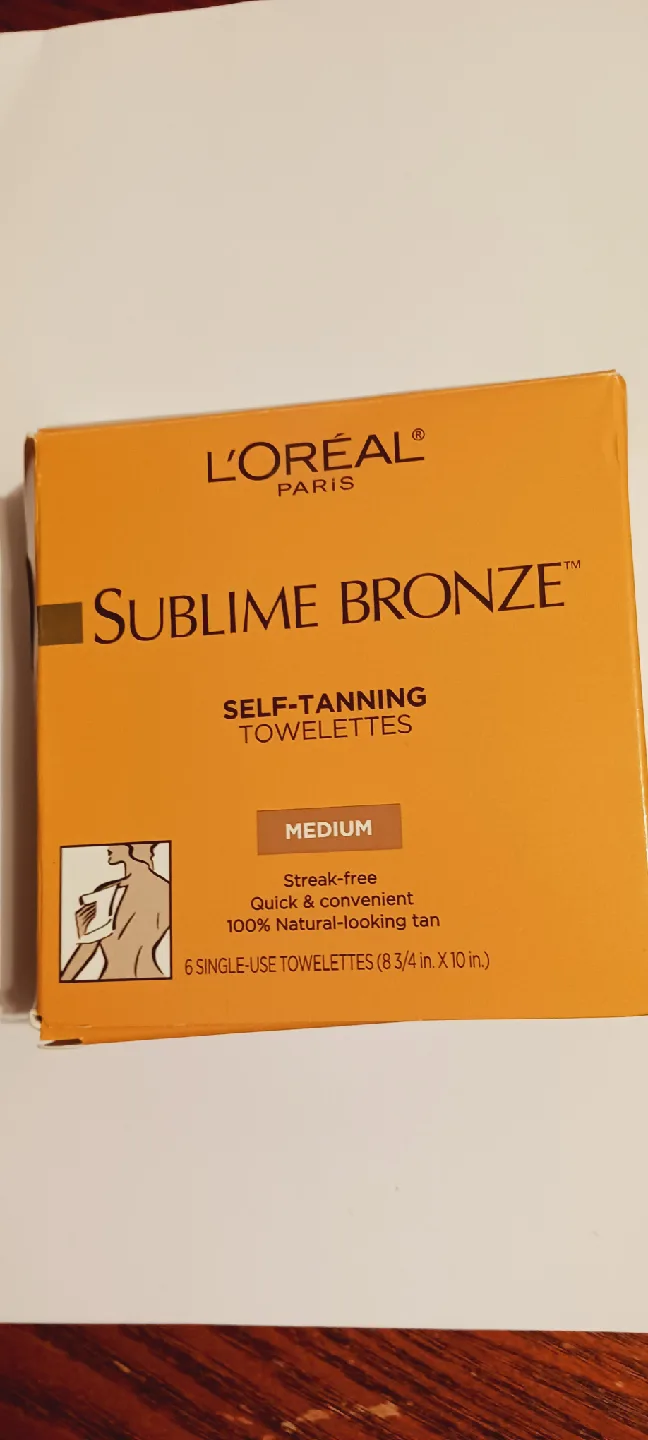 L'ORÉAL®
PARiS
SUBLIME BRONZE™
SELF-TANNING
TOWELETTES
MEDIUM
Streak-free
Quick & convenient
100% Natural-looking tan
6 SINGLE-USE TOWELETTES (8 3/4 in. X 10 in.)